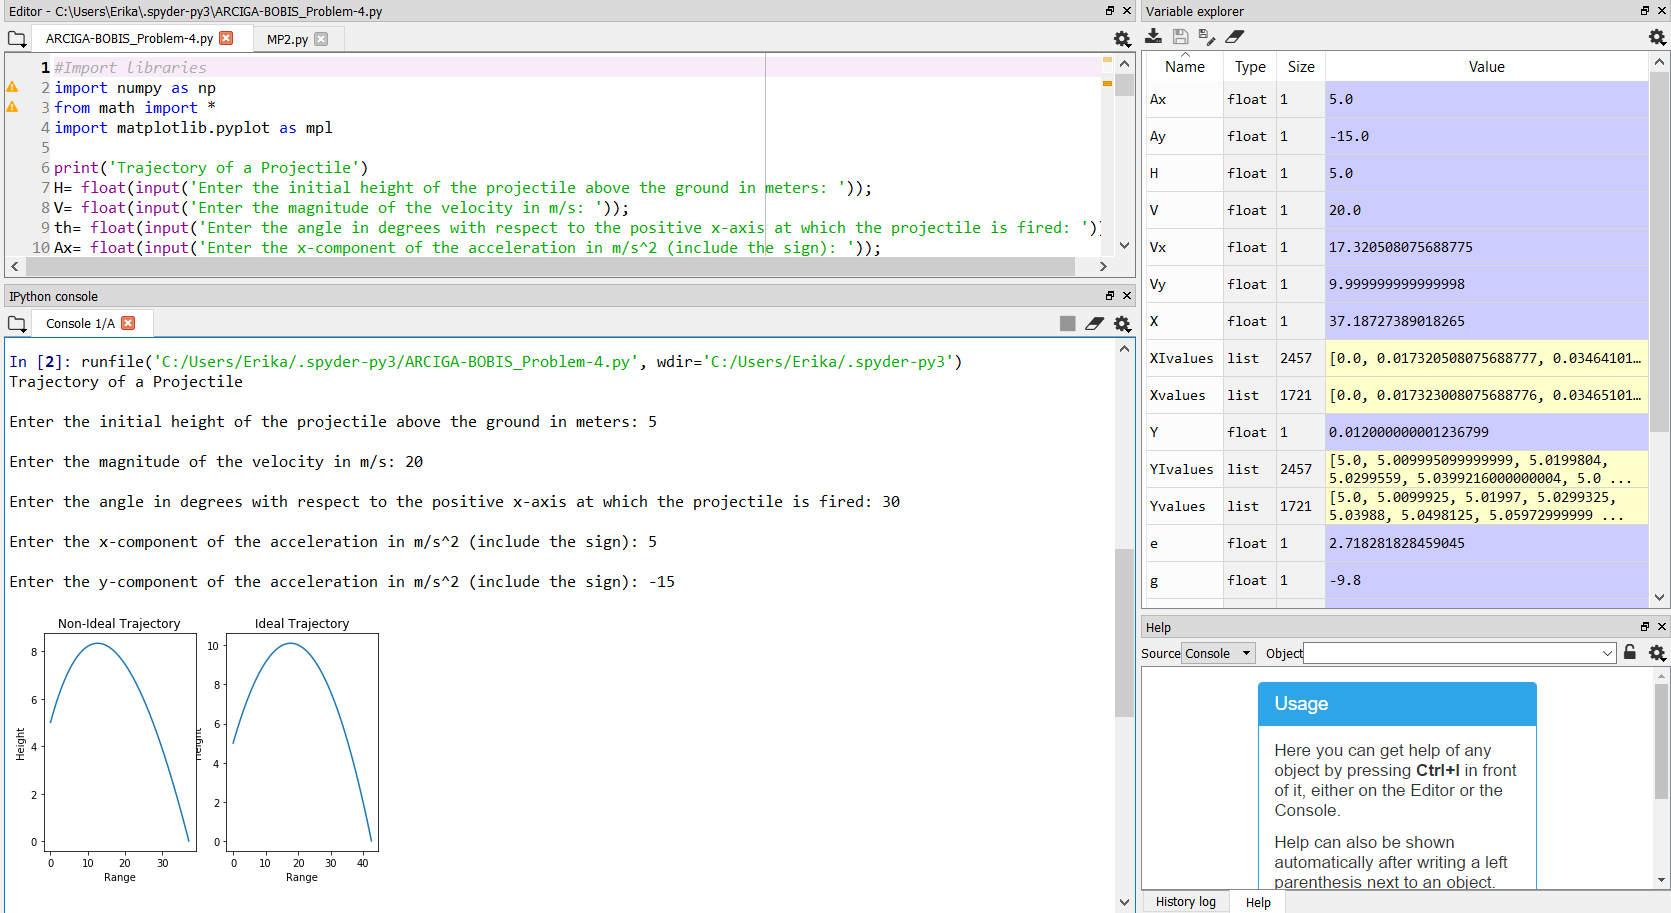 Editor - C:\Users\Erika\.spyder-py3\ARCIGA-BOBIS_Problem-4.py
ARCIGA-BOBIS_Problem-4.py
MP2.py
1 #Import libraries
2 import numpy as np
3 from math import *
4 import matplotlib.pyplot as mpl
5
6 print('Trajectory of a Projectile')
7 H= float(input('Enter the initial height of the projectile above the ground in meters: '));
8 V= float(input('Enter the magnitude of the velocity in m/s: '));
9 th= float(input('Enter the angle in degrees with respect to the positive x-axis at which the projectile is fired: ')
10 Ax= float(input('Enter the x-component of the acceleration in m/s^2 (include the sign): '));
IPython console
Console 1/A
In [2]: runfile('C:/Users/Erika/.spyder-py3/ARCIGA-BOBIS_Problem-4.py', wdir='C:/Users/Erika/.spyder-py3')
Trajectory of a Projectile
Enter the initial height of the projectile above the ground in meters: 5
Enter the magnitude of the velocity in m/s: 20
Enter the angle in degrees with respect to the positive x-axis at which the projectile is fired: 30
Enter the x-component of the acceleration in m/s^2 (include the sign): 5
Enter the y-component of the acceleration in m/s^2 (include the sign): -15
Non-Ideal Trajectory
8
6
4
2
0
Height
0 10 20 30
Range
Ideal Trajectory
10
8
6
4
2
0
Height
0 10 20 30 40
Range
Variable explorer
Name Type Size Value
Ax float 1 5.0
Ay float 1 -15.0
H float 1 5.0
V float 1 20.0
Vx float 1 17.320508075688775
Vy float 1 9.999999999999998
X float 1 37.18727389018265
XIvalues list 2457 [0.0, 0.017320508075688777, 0.03464101…
Xvalues list 1721 [0.0, 0.017323008075688776, 0.03465101…
Y float 1 0.012000000001236799
YIvalues list 2457 [5.0, 5.009995099999999, 5.0199804,
5.0299559, 5.0399216000000004, 5.0 ...
Yvalues list 1721 [5.0, 5.0099925, 5.01997, 5.0299325,
5.03988, 5.0498125, 5.05972999999 ...
e float 1 2.718281828459045
g float 1 -9.8
Help
Source Console Object
Usage
Here you can get help of any
object by pressing Ctrl+I in front
of it, either on the Editor or the
Console.
Help can also be shown
automatically after writing a left
parenthesis next to an object.
History log
Help